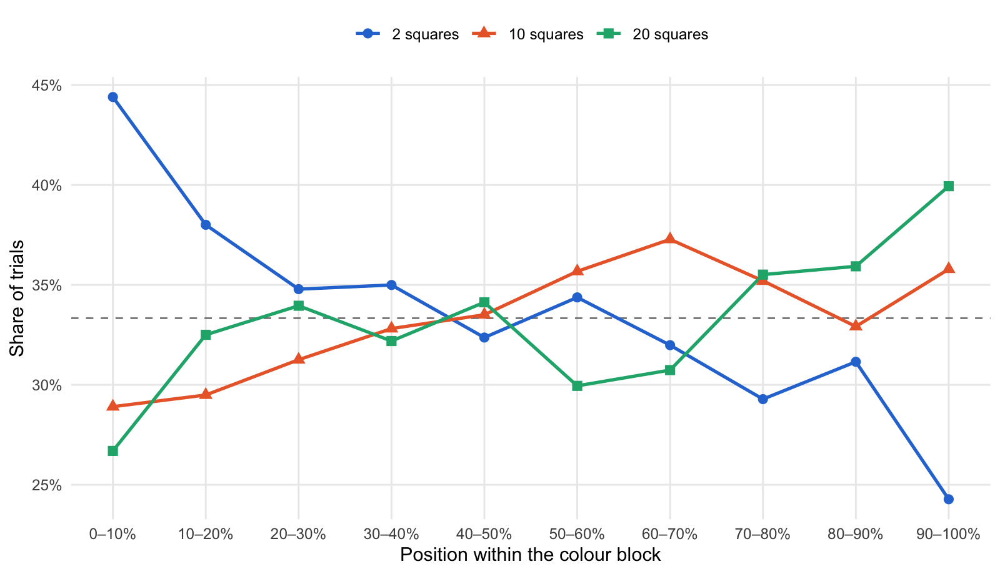 2 squares 10 squares 20 squares
45%
40%
35%
30%
25%
Share of trials
0–10% 10–20% 20–30% 30–40% 40–50% 50–60% 60–70% 70–80% 80–90% 90–100%
Position within the colour block